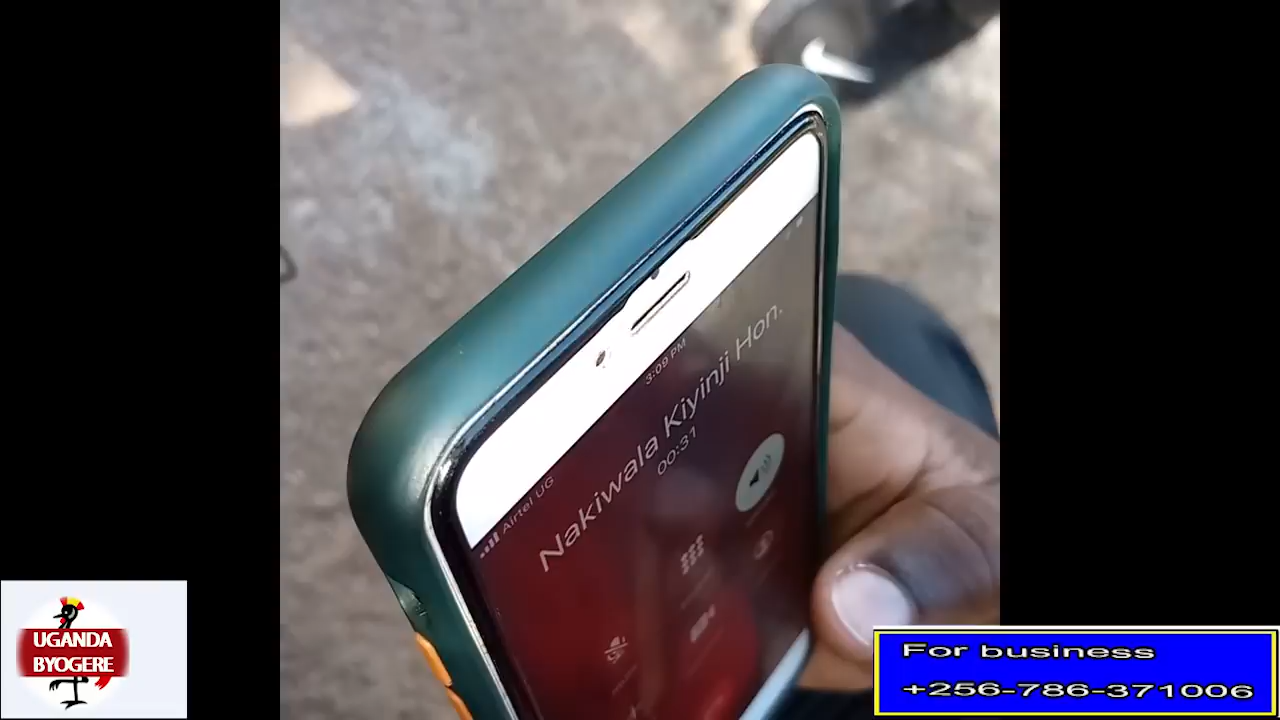 3:09 PM
Airtel UG
Nakiwala Kiyinji Hon.
00:31
UGANDA
BYOGERE
For business
+256-786-371006